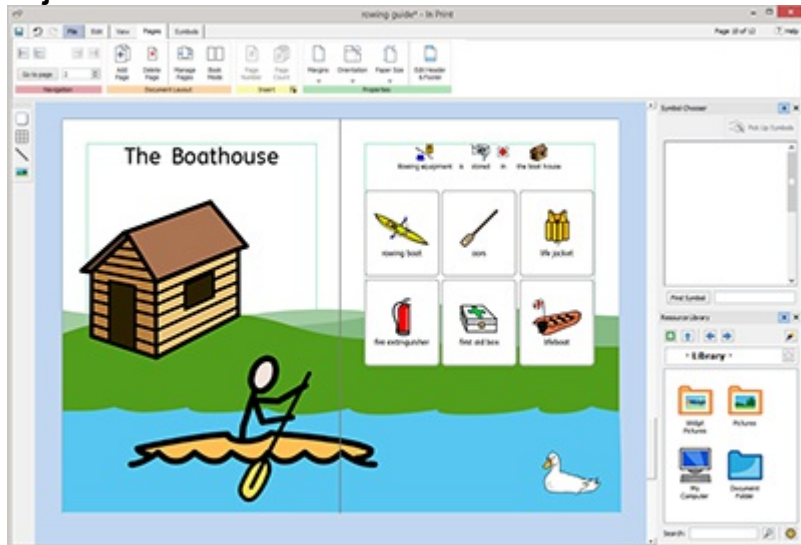 rowing guide* - In Print
File Edit View Pages Symbols
Page 10 of 12 Help
Go to page
Add Page
Delete Page
Manage Pages
Book Mode
Page Number
Page Count
Margins
Orientation
Paper Size
Edit Header & Footer
Navigation
Document Layout
Insert
Properties
The Boathouse
Rowing equipment is stored in the boat house
rowing boat
oars
life jacket
fire extinguisher
first aid box
lifeboat
Symbol Chooser
Pick Up Symbols
Find Symbol
Resource Library
Library
Widgit Pictures
Pictures
My Computer
Document Folder
Search: